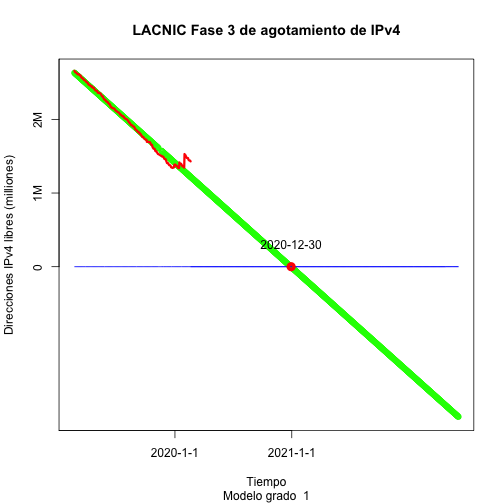 LACNIC Fase 3 de agotamiento de IPv4
Direcciones IPv4 libres (milliones)
2M
1M
0
2020-12-30
2020-1-1
2021-1-1
Tiempo
Modelo grado 1